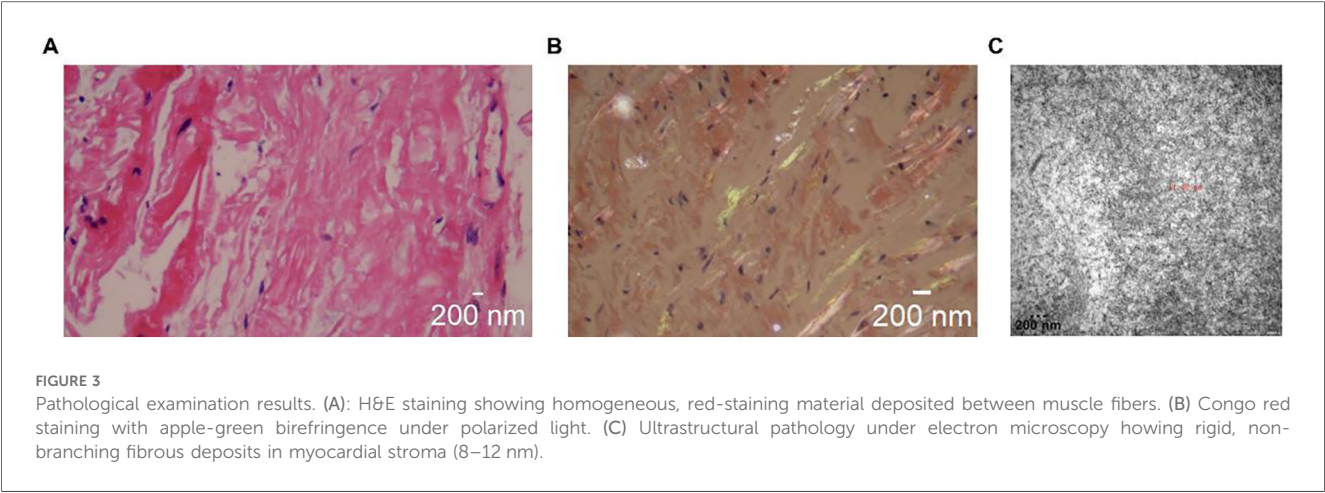 A
B
C
200 nm
200 nm
200 nm
FIGURE 3
Pathological examination results. (A): H&E staining showing homogeneous, red-staining material deposited between muscle fibers. (B) Congo red
staining with apple-green birefringence under polarized light. (C) Ultrastructural pathology under electron microscopy howing rigid, non-
branching fibrous deposits in myocardial stroma (8–12 nm).